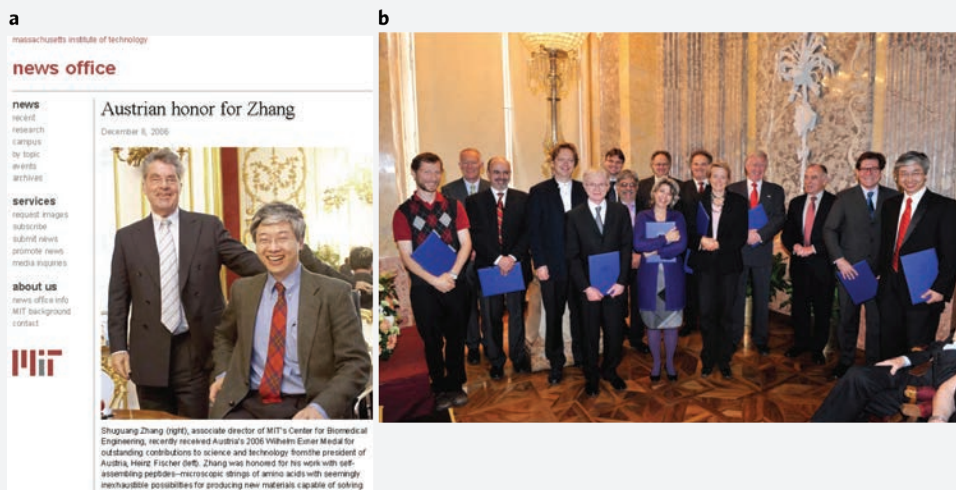 a
massachusetts institute of technology
news office
news
recent
research
campus
by topic
events
archives
services
request images
subscribe
submit news
promote news
media inquiries
about us
news office info
MIT background
contact
MIT
Austrian honor for Zhang
December 6, 2006
Shuguang Zhang (right), associate director of MIT's Center for Biomedical
Engineering, recently received Austria's 2006 Wilhelm Exner Medal for
outstanding contributions to science and technology from the president of
Austria, Heinz Fischer (left). Zhang was honored for his work with self-
assembling peptides--microscopic strings of amino acids with seemingly
inexhaustible possibilities for producing new materials capable of solving
b